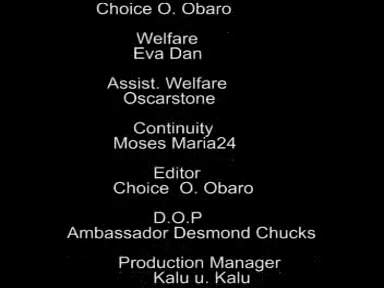 Choice O. Obaro
Welfare
Eva Dan
Assist. Welfare
Oscarstone
Continuity
Moses Maria24
Editor
Choice O. Obaro
D.O.P
Ambassador Desmond Chucks
Production Manager
Kalu u. Kalu